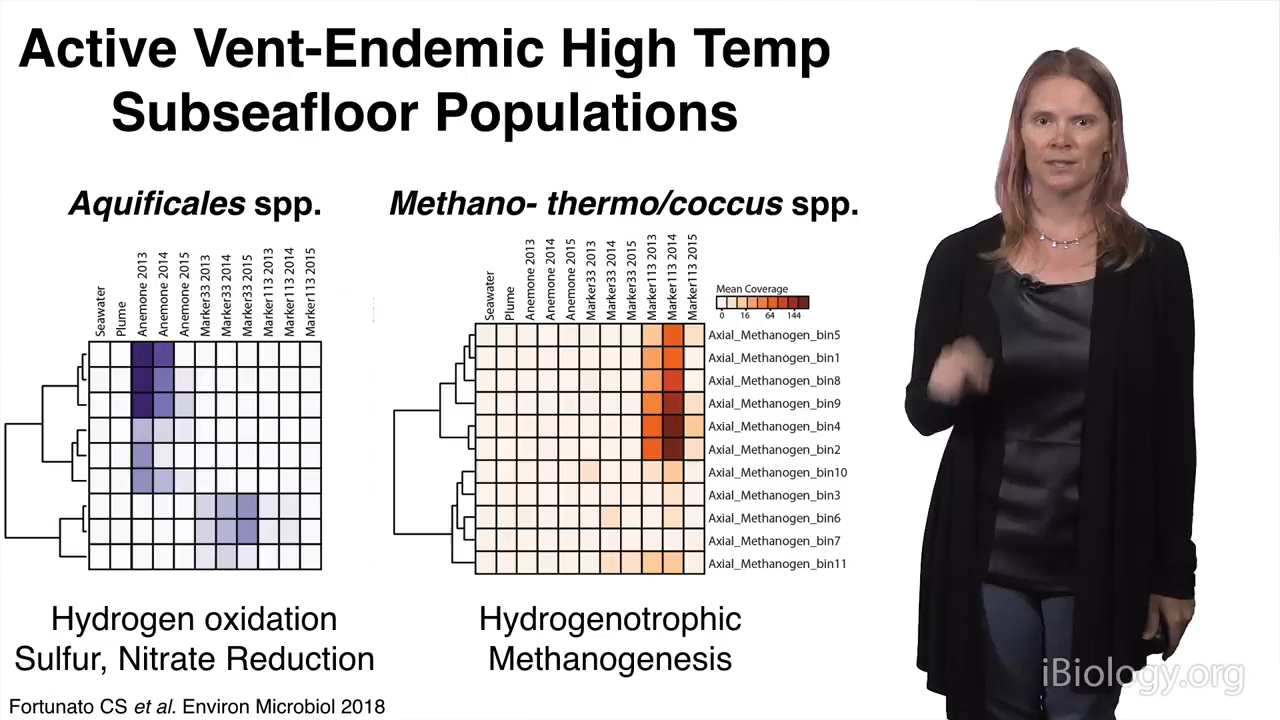 Active Vent-Endemic High Temp
Subseafloor Populations
Aquificales spp.
Methano- thermo/coccus spp.
Seawater
Plume
Anemone 2013
Anemone 2014
Anemone 2015
Marker33 2013
Marker33 2014
Marker33 2015
Marker113 2013
Marker113 2014
Marker113 2015
Seawater
Plume
Anemone 2013
Anemone 2014
Anemone 2015
Marker33 2013
Marker33 2014
Marker33 2015
Marker113 2013
Marker113 2014
Marker113 2015
Mean Coverage
0 16 64 144
Axial_Methanogen_bin5
Axial_Methanogen_bin1
Axial_Methanogen_bin8
Axial_Methanogen_bin9
Axial_Methanogen_bin4
Axial_Methanogen_bin2
Axial_Methanogen_bin10
Axial_Methanogen_bin3
Axial_Methanogen_bin6
Axial_Methanogen_bin7
Axial_Methanogen_bin11
Hydrogen oxidation
Sulfur, Nitrate Reduction
Hydrogenotrophic
Methanogenesis
Fortunato CS et al. Environ Microbiol 2018
iBiology.org